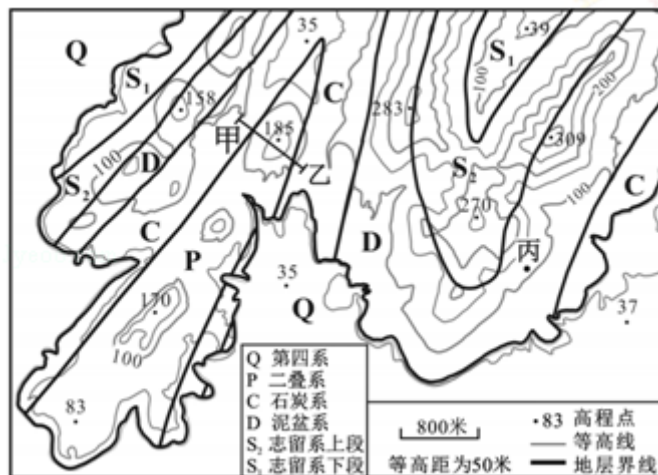 35
39
Q
S₁
S₁
C
100
158
283
200
甲
185
309
100
D
S₂
乙
S₂
270
100
C
C
D
丙
P
35
Q
37
170
100
83
Q 第四系
P 二叠系
C 石炭系
D 泥盆系
S₂ 志留系上段
S₁ 志留系下段
800米
等高距为50米
·83 高程点
等高线
地层界线